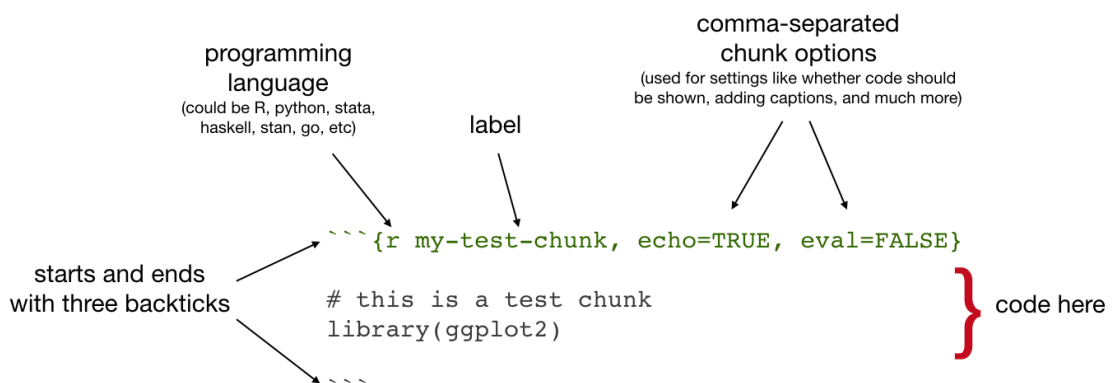 comma-separated
chunk options
(used for settings like whether code should
be shown, adding captions, and much more)
programming
language
(could be R, python, stata,
haskell, stan, go, etc)
label
```{r my-test-chunk, echo=TRUE, eval=FALSE}
starts and ends
with three backticks
# this is a test chunk
library(ggplot2)
} code here
```